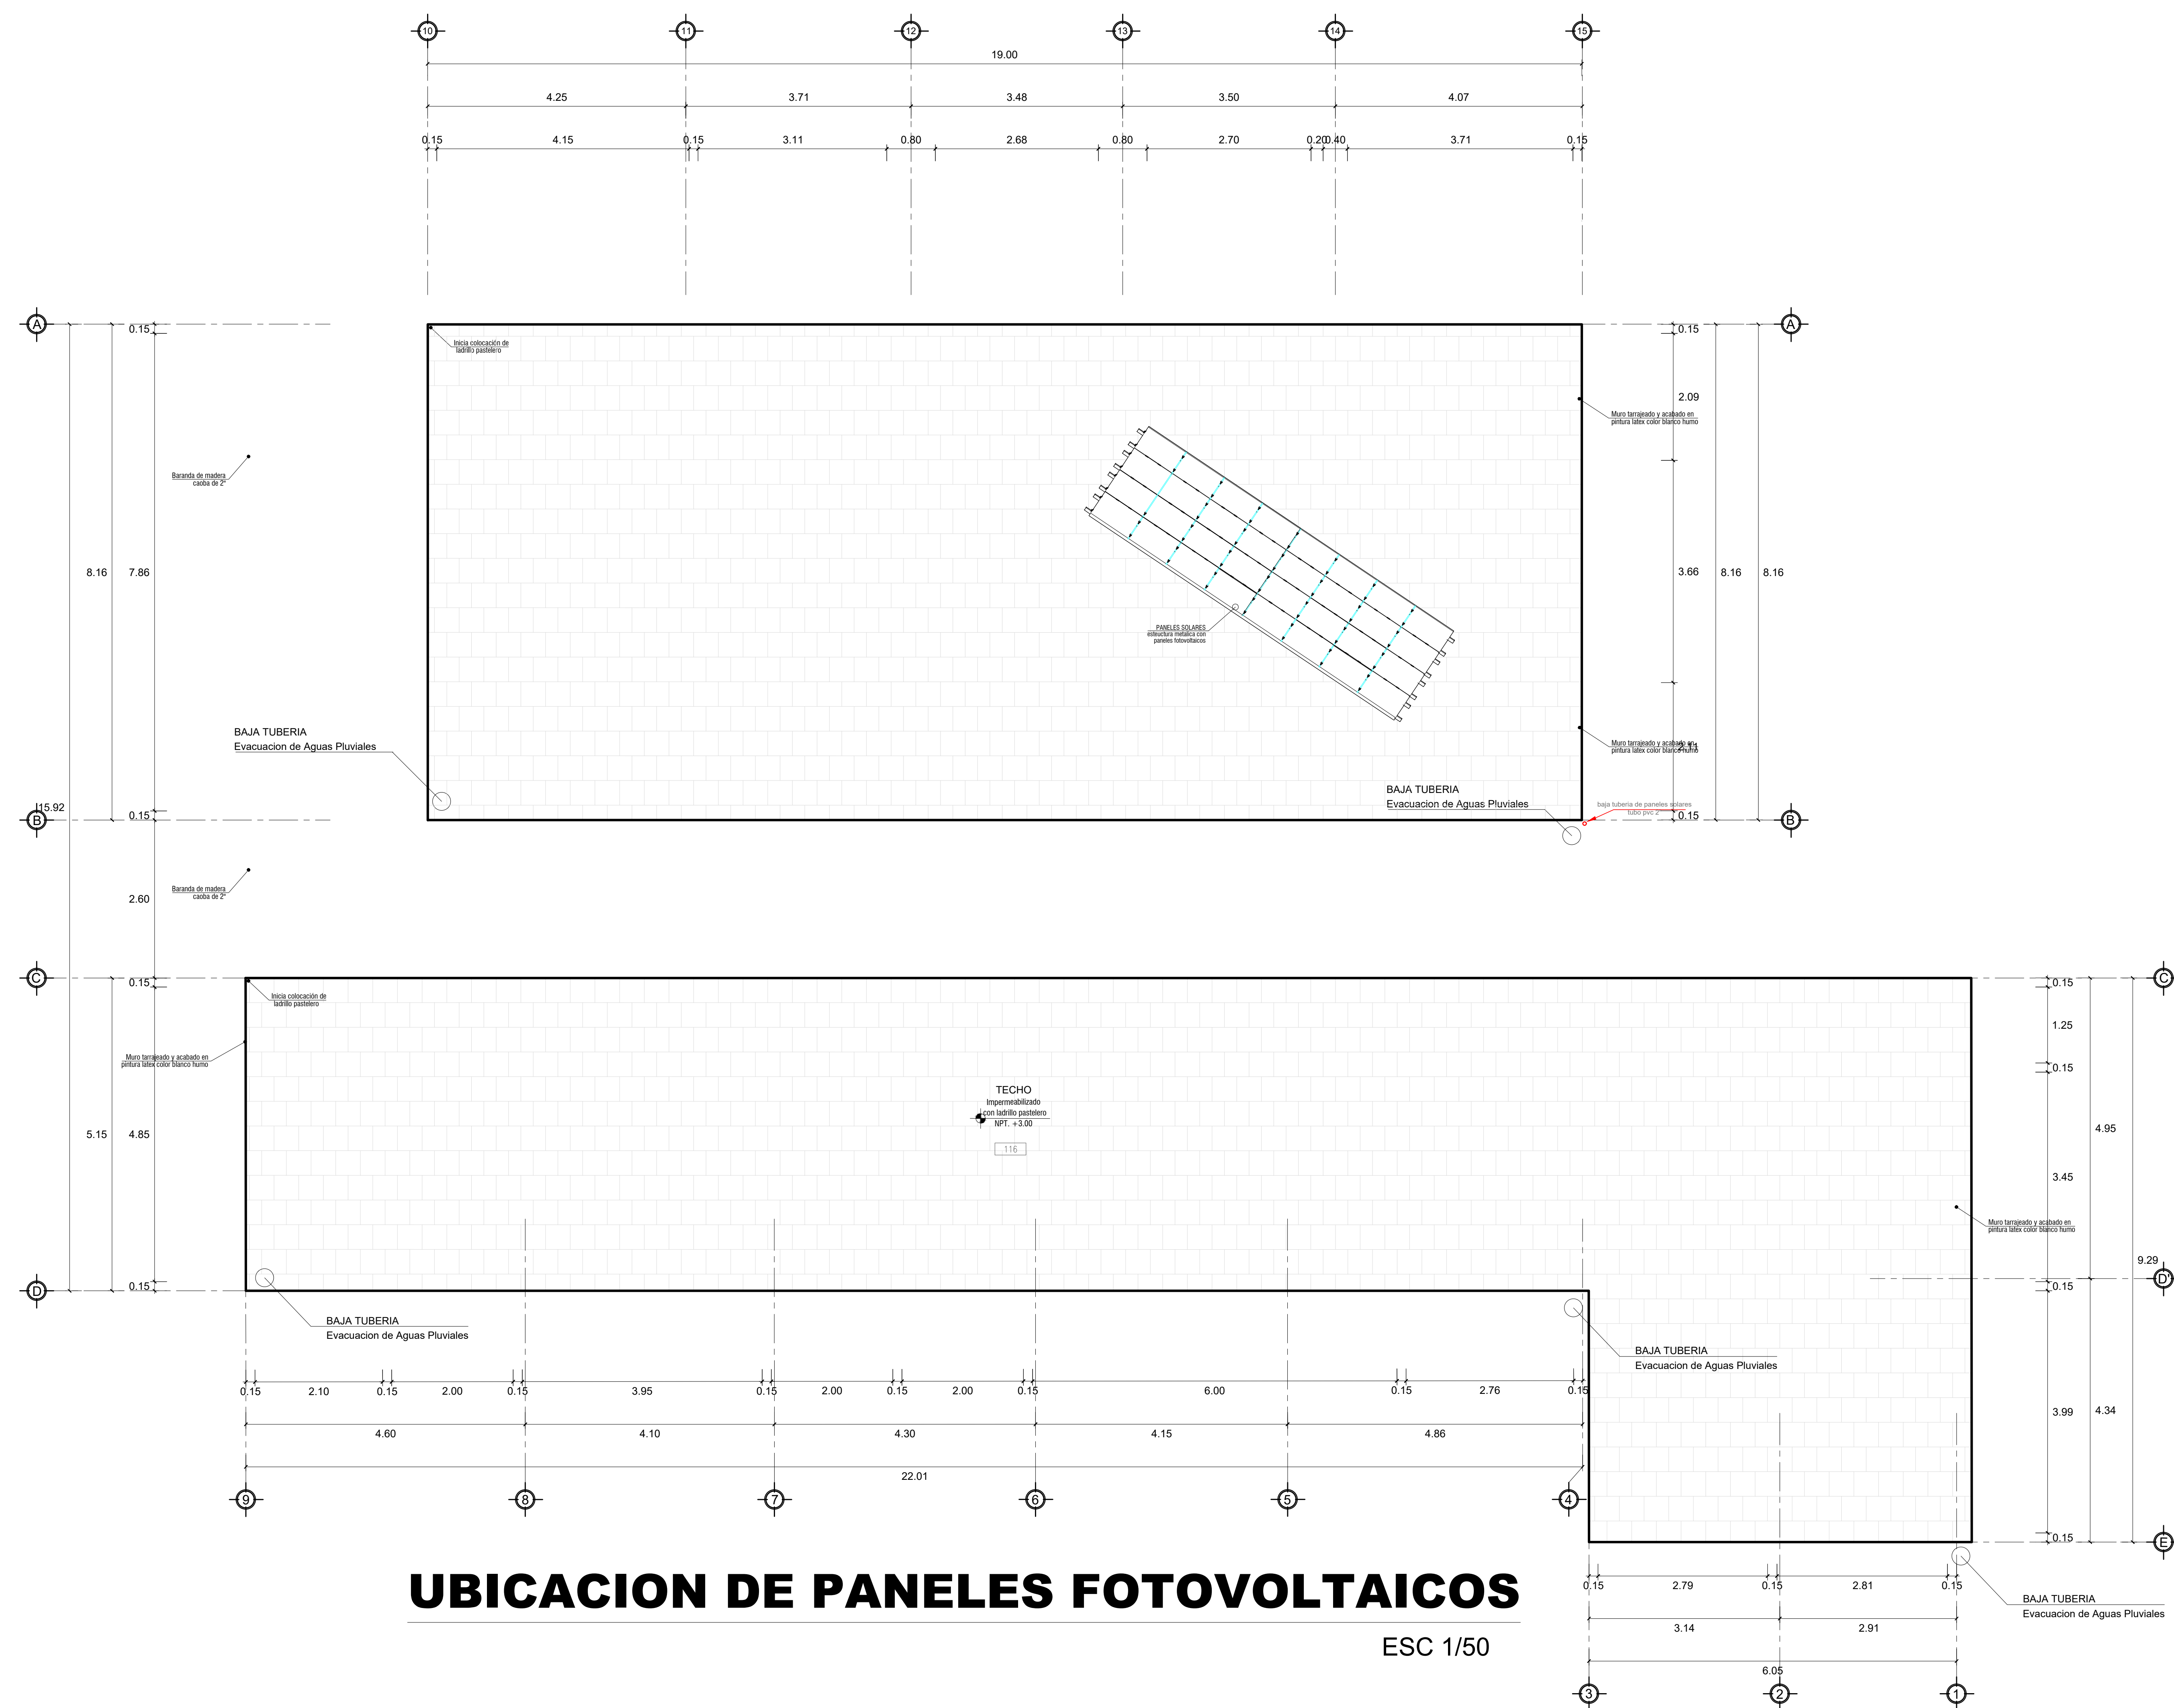 10 11 12 13 14 15
19.00
4.25 3.71 3.48 3.50 4.07
0.15 4.15 0.15 3.11 0.80 2.68 0.80 2.70 0.20 0.40 3.71 0.15
A
A
0.15
0.15
Inicia colocación de
ladrillo pastelero
2.09
Muro tarrajeado y acabado en
pintura latex color blanco humo
Baranda de madera
caoba de 2"
8.16 7.86
3.66 8.16 8.16
PANELES SOLARES
esteuctura metalica con
paneles fotovoltaicos
BAJA TUBERIA
Evacuacion de Aguas Pluviales
Muro tarrajeado y acabado en
pintura latex color blanco humo
2.11
BAJA TUBERIA
Evacuacion de Aguas Pluviales
baja tuberia de paneles solares
tubo pvc 2"
15.92
0.15
0.15
B
B
Baranda de madera
caoba de 2"
2.60
C
C
0.15
0.15
Inicia colocación de
ladrillo pastelero
1.25
Muro tarrajeado y acabado en
pintura latex color blanco humo
0.15
TECHO
Impermeabilizado
con ladrillo pastelero
NPT. +3.00
116
5.15 4.85
4.95
3.45
Muro tarrajeado y acabado en
pintura latex color blanco humo
9.29
D'
D
0.15
0.15
BAJA TUBERIA
Evacuacion de Aguas Pluviales
BAJA TUBERIA
Evacuacion de Aguas Pluviales
0.15 2.10 0.15 2.00 0.15 3.95 0.15 2.00 0.15 2.00 0.15 6.00 0.15 2.76 0.15
3.99 4.34
4.60 4.10 4.30 4.15 4.86
22.01
9 8 7 6 5 4
0.15
E
0.15 2.79 0.15 2.81 0.15
UBICACION DE PANELES FOTOVOLTAICOS
BAJA TUBERIA
Evacuacion de Aguas Pluviales
3.14 2.91
ESC 1/50
6.05
3 2 1